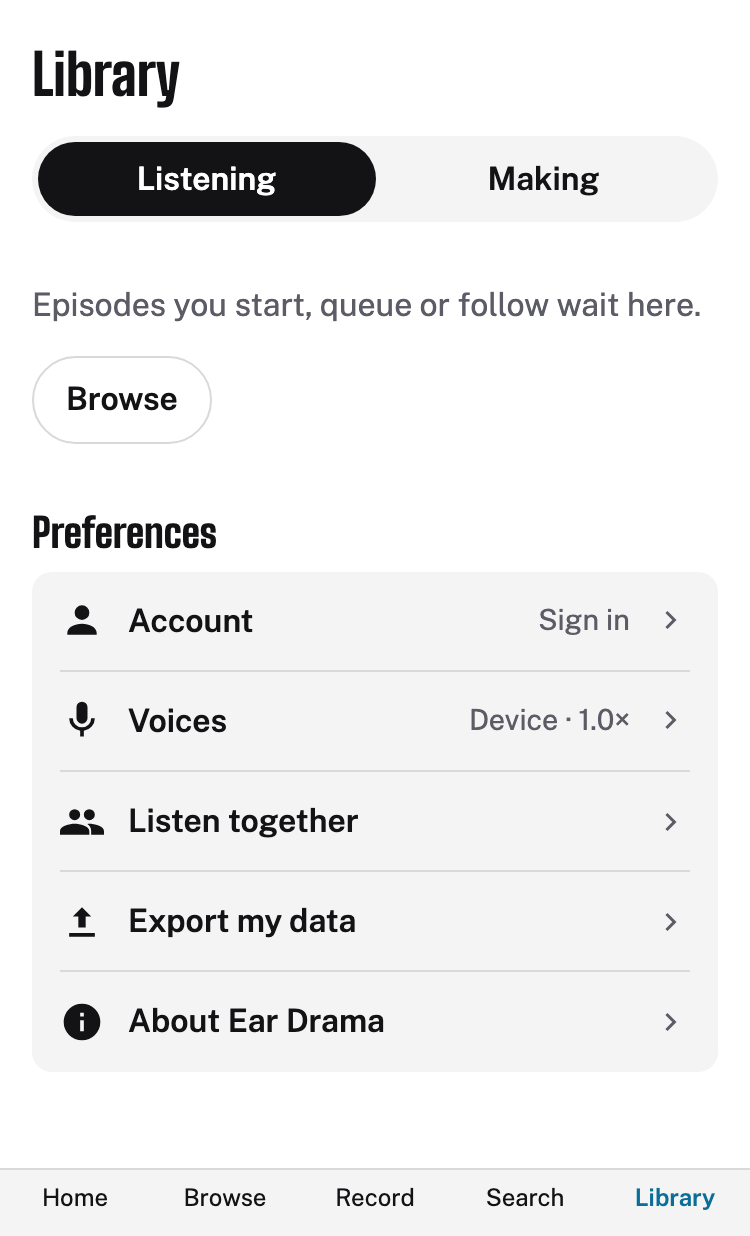 Library
Listening
Making
Episodes you start, queue or follow wait here.
Browse
Preferences
Account
Sign in
Voices
Device · 1.0×
Listen together
Export my data
About Ear Drama
Home
Browse
Record
Search
Library